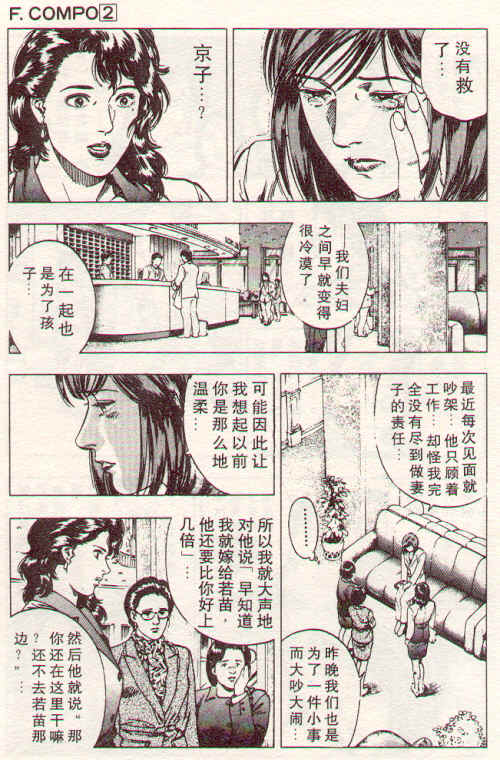 F. COMPO2
没有救
了…
京子…？
我们夫妇
之间早就变得
很冷漠了。
在一起也
是为了孩
子…
最近每次见面就
吵架…他只顾着
工作…却怪我完
全没有尽到做妻
子的责任…
可能因此让
我想起以前
你是那么地
温柔…
………
昨晚我们也是
为了一件小事
而大吵大闹…
所以我就大声地
对他说「早知道
我就嫁给若苗，
他还要比你好上
几倍」…
然后他就说"那
你还在这里干嘛
？还不去若苗那
边？"…